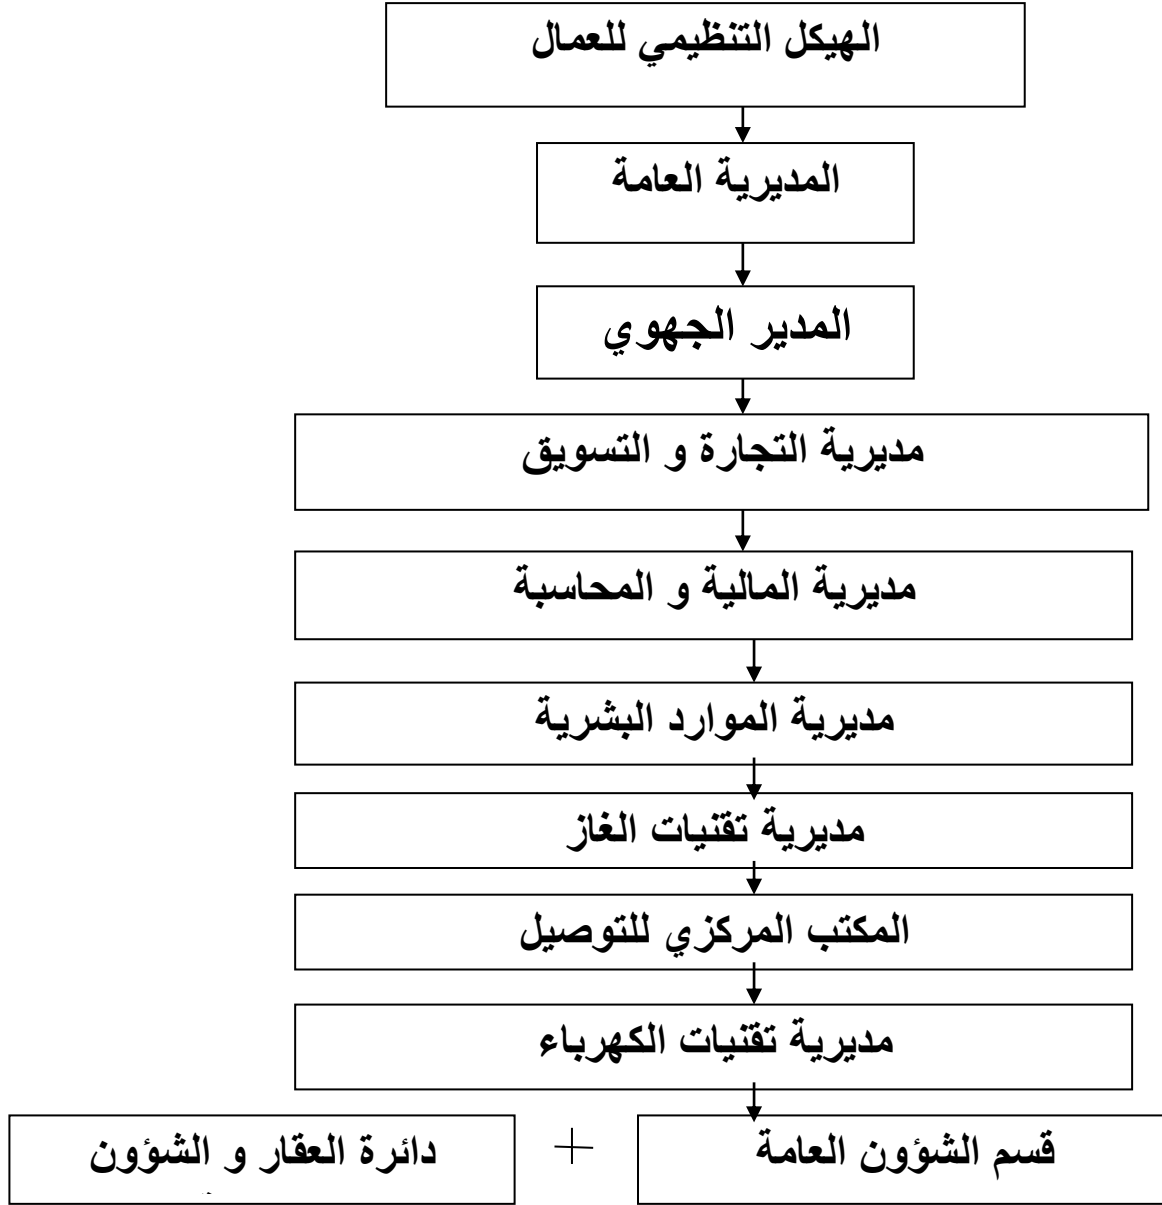 الهيكل التنظيمي للعمال
المديرية العامة
المدير الجهوي
مديرية التجارة و التسويق
مديرية المالية و المحاسبة
مديرية الموارد البشرية
مديرية تقنيات الغاز
المكتب المركزي للتوصيل
مديرية تقنيات الكهرباء
قسم الشؤون العامة + دائرة العقار و الشؤون